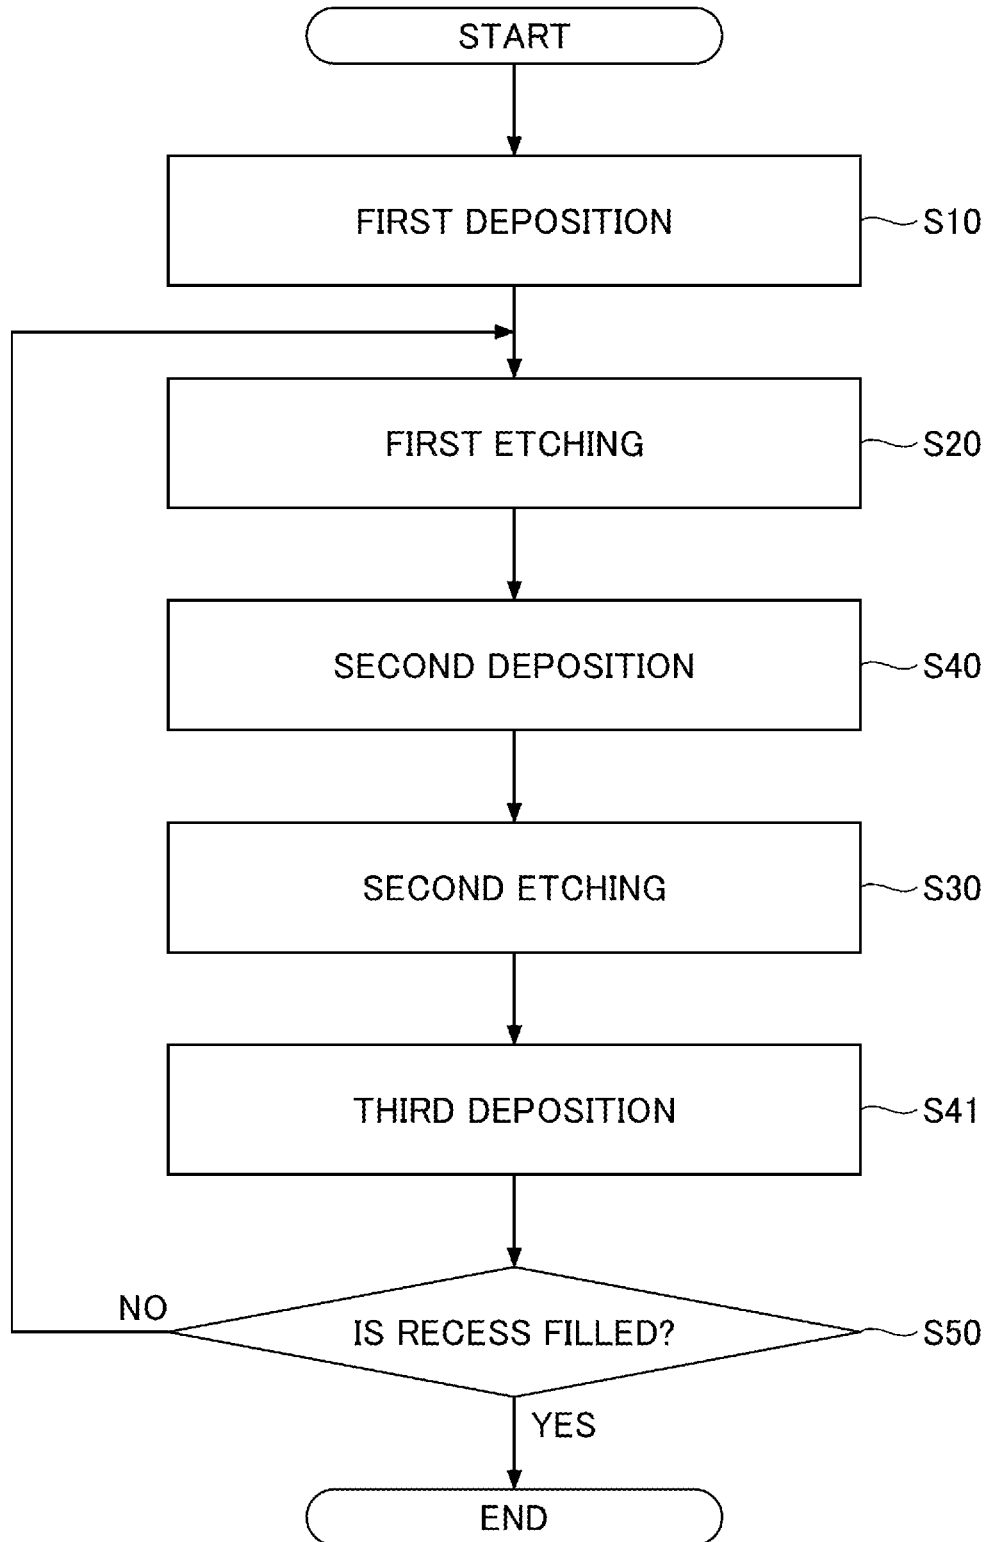 START
FIRST DEPOSITION
S10
FIRST ETCHING
S20
SECOND DEPOSITION
S40
SECOND ETCHING
S30
THIRD DEPOSITION
S41
NO
IS RECESS FILLED?
S50
YES
END